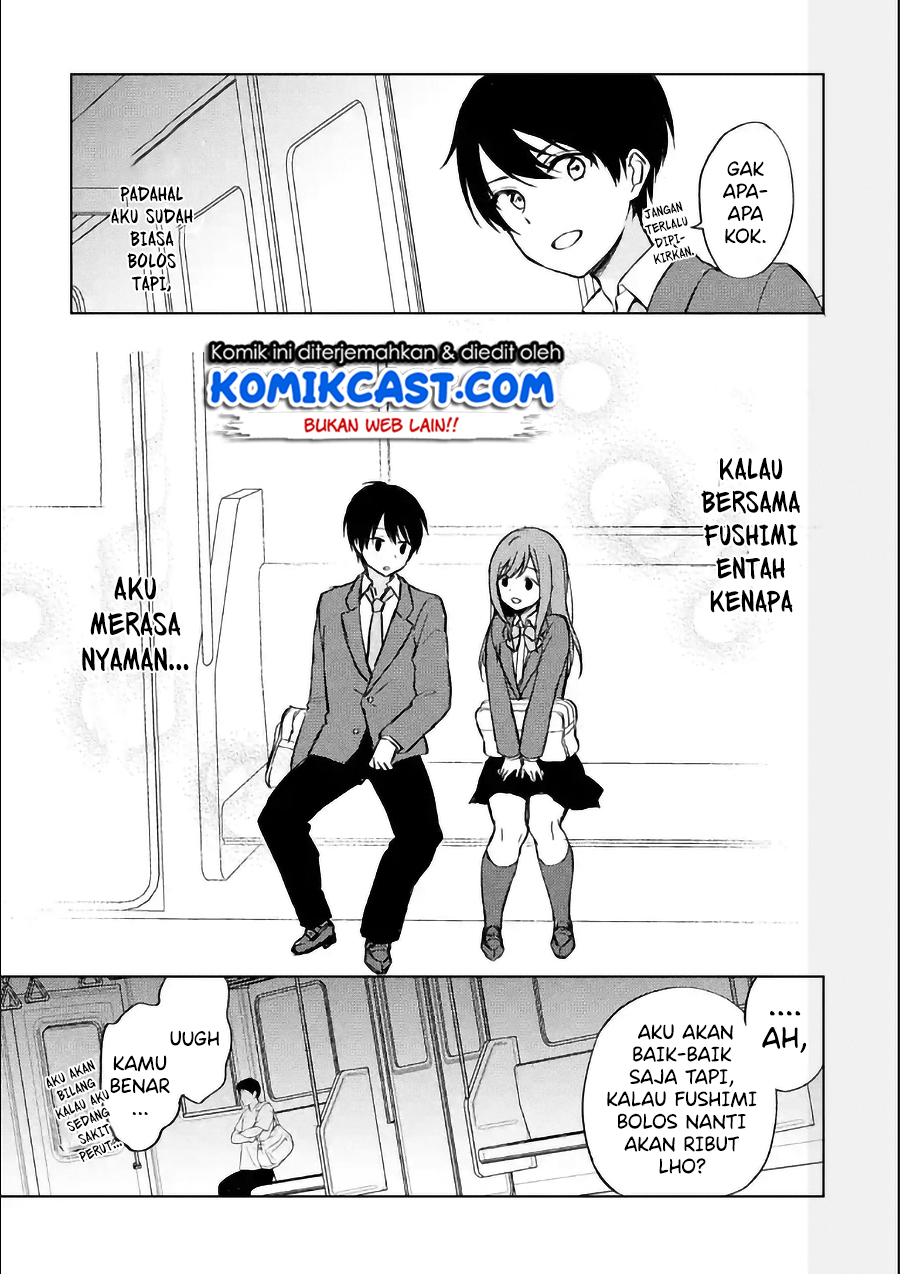 GAK
APA-
APA
KOK.
JANGAN
TERLALU
DIPI-
KIRKAN.
PADAHAL
AKU SUDAH
BIASA
BOLOS
TAPI,
Komik ini diterjemahkan & diedit oleh
KOMIKCAST.COM
BUKAN WEB LAIN!!
KALAU
BERSAMA
FUSHIMI
ENTAH
KENAPA
AKU
MERASA
NYAMAN...
....
AH,
AKU AKAN
BAIK-BAIK
SAJA TAPI,
KALAU FUSHIMI
BOLOS NANTI
AKAN RIBUT
LHO?
UUGH
KAMU
BENAR
...
AKU AKAN
BILANG
KALAU AKU
SEDANG
SAKIT
PERUT...